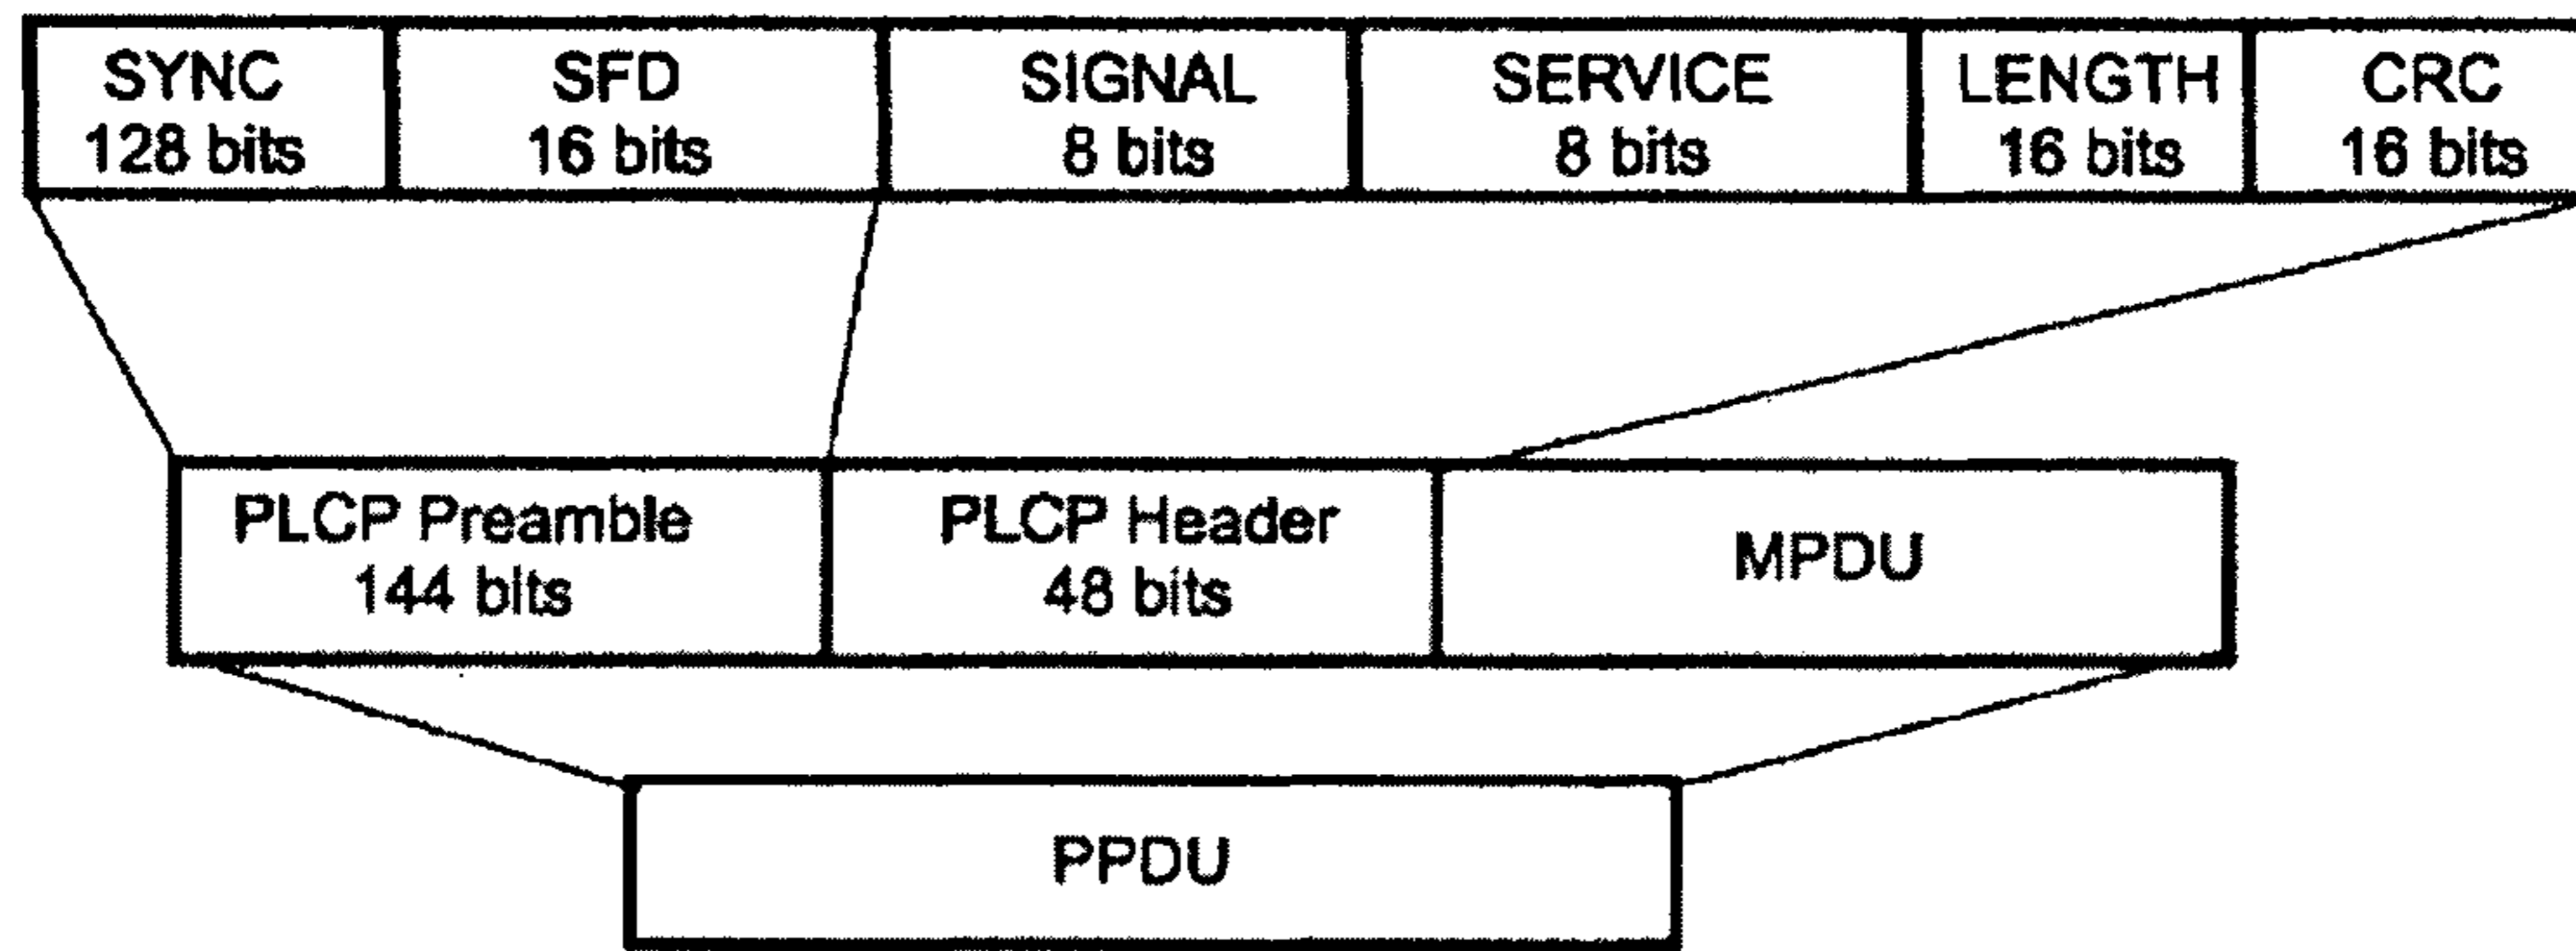 SYNC
128 bits
SFD
16 bits
SIGNAL
8 bits
SERVICE
8 bits
LENGTH
16 bits
CRC
16 bits
PLCP Preamble
144 bits
PLCP Header
48 bits
MPDU
PPDU